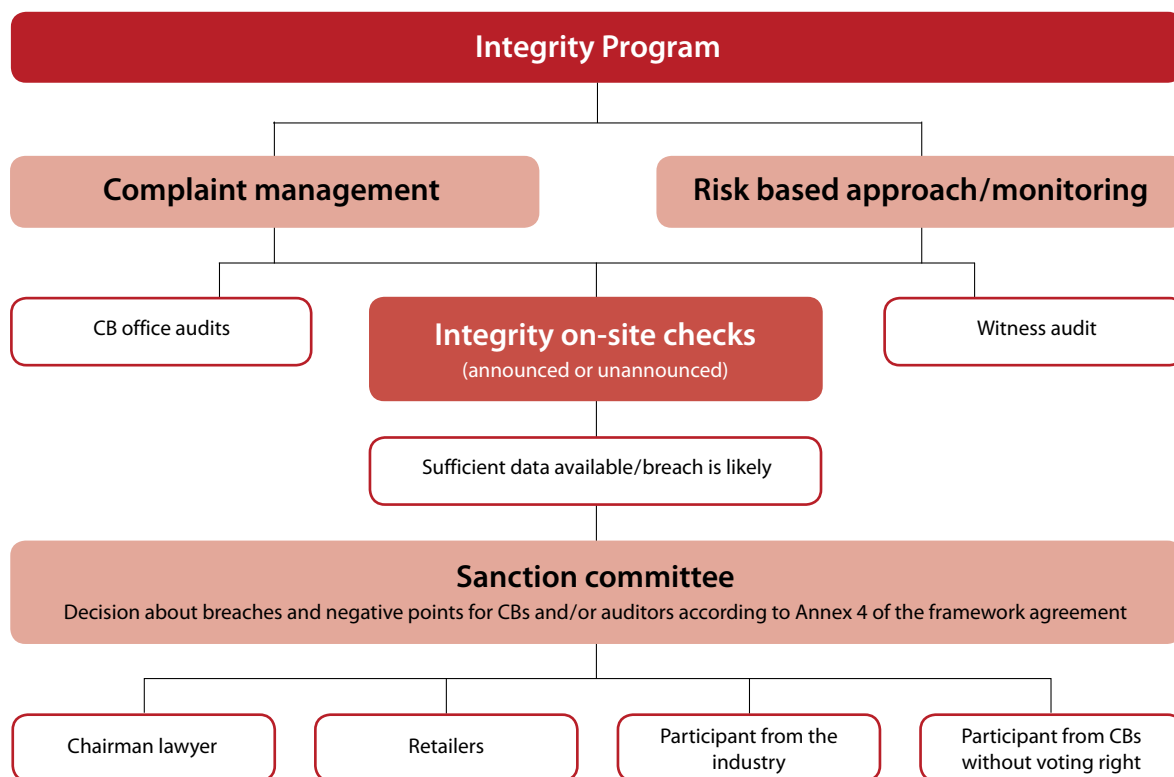 Integrity Program
Complaint management
Risk based approach/monitoring
CB office audits
Integrity on-site checks
(announced or unannounced)
Witness audit
Sufficient data available/breach is likely
Sanction committee
Decision about breaches and negative points for CBs and/or auditors according to Annex 4 of the framework agreement
Chairman lawyer
Retailers
Participant from the
industry
Participant from CBs
without voting right